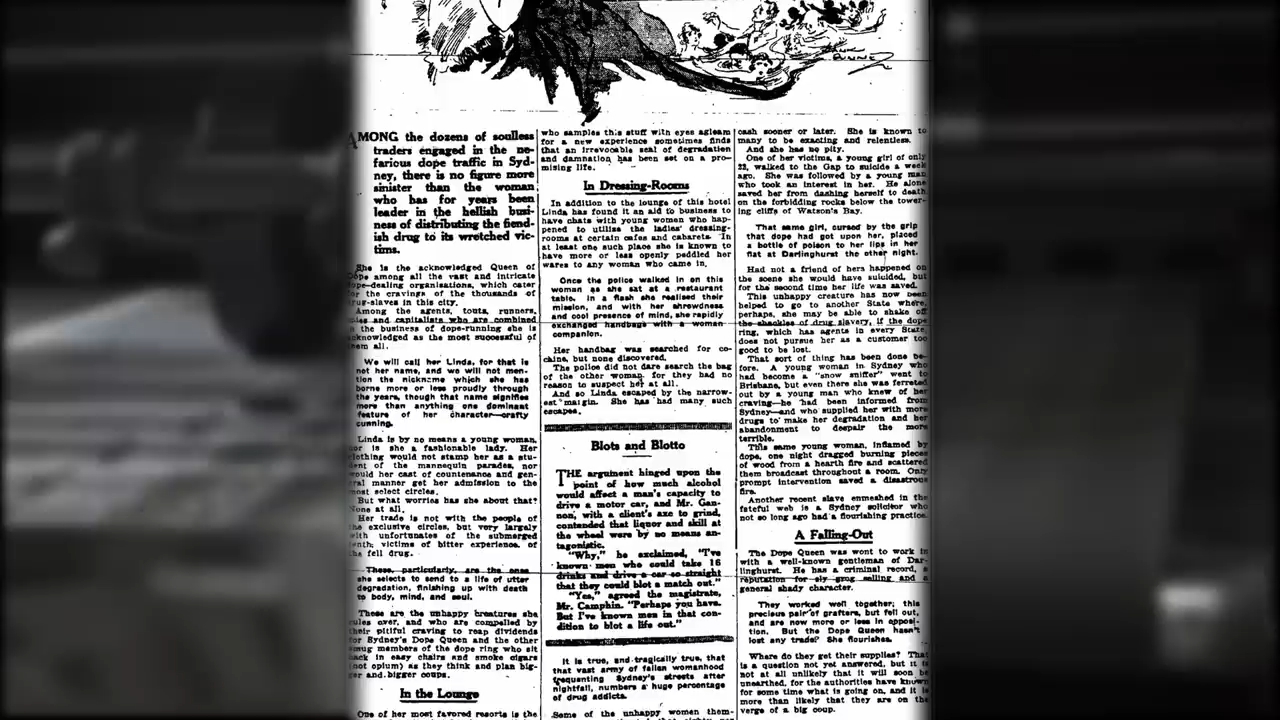 AMONG the dozens of soulless
traders engaged in the ne-
farious dope traffic in Syd-
ney, there is no figure more
sinister than the woman
who has for years been
leader in the hellish busi-
ness of distributing the fiend-
ish drug to its wretched vic-
tims.
She is the acknowledged Queen of
Dope among all the vast and intricate
dope-dealing organisations, which cater
for the cravings of the thousands of
drug-slaves in this city.
Among the agents, touts, runners,
and capitalists who are combined
in the business of dope-running she is
acknowledged as the most successful of
them all.
We will call her Linda, for that is
not her name, and we will not men-
tion the nickname which she has
borne more or less proudly through
the years, though that name signifies
more than anything one dominant
feature of her character—crafty
cunning.
Linda is by no means a young woman,
nor is she a fashionable lady. Her
clothing would not stamp her as a stu-
dent of the mannequin parades, nor
would her cast of countenance and gen-
eral manner get her admission to the
most select circles.
But what worries has she about that?
None at all.
Her trade is not with the people of
the exclusive circles, but very largely
with unfortunates of the submerged
tenth; victims of bitter experience, of
the fell drug.
These, particularly, are the ones
she selects to send to a life of utter
degradation, finishing up with death
to body, mind, and soul.
These are the unhappy creatures she
rules over, and who are compelled by
their pitiful craving to reap dividends
for Sydney's Dope Queen and the other
smug members of the dope ring who sit
back in easy chairs and smoke cigars
(not opium) as they think and plan big-
ger and bigger coups.
In the Lounge
One of her most favored resorts is the
who samples this stuff with eyes agleam
for a new experience sometimes finds
that an irrevocable seal of degradation
and damnation has been set on a pro-
mising life.
In Dressing-Rooms
In addition to the lounge of this hotel
Linda has found it an aid to business to
have chats with young women who hap-
pened to utilise the ladies' dressing-
rooms at certain cafes and cabarets. In
at least one such place she is known to
have more or less openly peddled her
wares to any woman who came in.
Once the police walked in on this
woman as she sat at a restaurant
table. In a flash she realised their
mission, and with her shrewdness
and cool presence of mind, she rapidly
exchanged handbags with a woman
companion.
Her handbag was searched for co-
caine, but none discovered.
The police did not dare search the bag
of the other woman, for they had no
reason to suspect her at all.
And so Linda escaped by the narrow-
est margin. She has had many such
escapes.
Blots and Blotto
THE argument hinged upon the
point of how much alcohol
would affect a man's capacity to
drive a motor car, and Mr. Gan-
non, with a client's axe to grind,
contended that liquor and skill at
the wheel were by no means an-
tagonistic.
"Why," he exclaimed, "I've
known men who could take 16
drinks and drive a car so straight
that they could blot a match out."
"Yes," agreed the magistrate,
Mr. Camphin. "Perhaps you have.
But I've known men in that con-
dition to blot a life out."
It is true, and tragically true, that
that vast army of fallen womanhood
frequenting Sydney's streets after
nightfall, numbers a huge percentage
of drug addicts.
Some of the unhappy women them-
cash sooner or later. She is known to
many to be exacting and relentless.
And she has no pity.
One of her victims, a young girl of only
22, walked to the Gap to suicide a week
ago. She was followed by a young man
who took an interest in her. He alone
saved her from dashing herself to death
on the forbidding rocks below the tower-
ing cliffs of Watson's Bay.
That same girl, cursed by the grip
that dope had got upon her, placed
a bottle of poison to her lips in her
flat at Darlinghurst the other night.
Had not a friend of hers happened on
the scene she would have suicided, but
for the second time her life was saved.
This unhappy creature has now been
helped to go to another State where,
perhaps, she may be able to shake off
the shackles of drug slavery, if the dope
ring, which has agents in every State,
does not pursue her as a customer too
good to be lost.
That sort of thing has been done be-
fore. A young woman in Sydney who
had become a "snow sniffer" went to
Brisbane, but even there she was ferreted
out by a young man who knew of her
craving—he had been informed from
Sydney—and who supplied her with more
drugs to make her degradation and her
abandonment to despair the more
terrible.
This same young woman, inflamed by
dope, one night dragged burning pieces
of wood from a hearth fire and scattered
them broadcast throughout a room. Only
prompt intervention saved a disastrous
fire.
Another recent slave enmeshed in the
fateful web is a Sydney solicitor who
not so long ago had a flourishing practice.
A Falling-Out
The Dope Queen was wont to work in
with a well-known gentleman of Dar-
linghurst. He has a criminal record, a
reputation for sly grog selling and a
general shady character.
They worked well together; this
precious pair of grafters, but fell out,
and are now more or less in opposi-
tion. But the Dope Queen hasn't
lost any trade! She flourishes.
Where do they get their supplies? That
is a question not yet answered, but it is
not at all unlikely that it will soon be
unearthed, for the authorities have known
for some time what is going on, and it is
more than likely that they are on the
verge of a big coup.